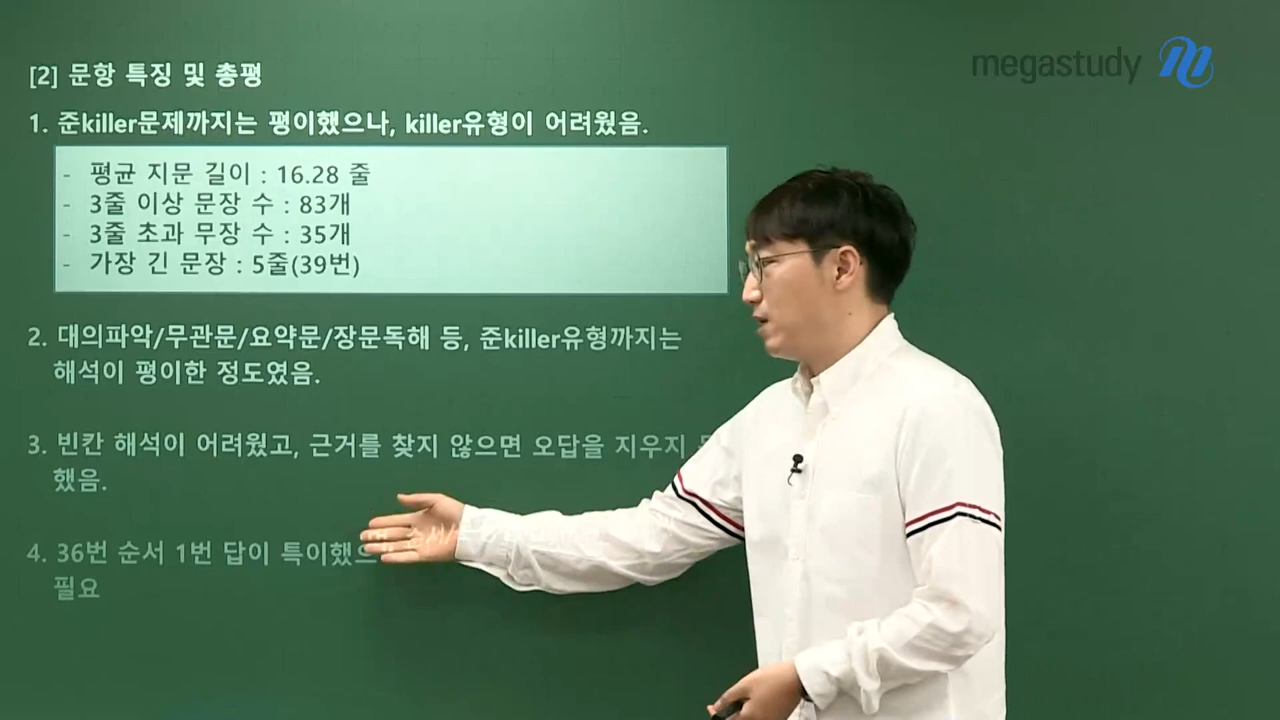 megastudy
[2] 문항 특징 및 총평
1. 준killer문제까지는 평이했으나, killer유형이 어려웠음.
- 평균 지문 길이 : 16.28 줄
- 3줄 이상 문장 수 : 83개
- 3줄 초과 무장 수 : 35개
- 가장 긴 문장 : 5줄(39번)
2. 대의파악/무관문/요약문/장문독해 등, 준killer유형까지는
해석이 평이한 정도였음.
3. 빈칸 해석이 어려웠고, 근거를 찾지 않으면 오답을 지우지
했음.
4. 36번 순서 1번 답이 특이했으
필요